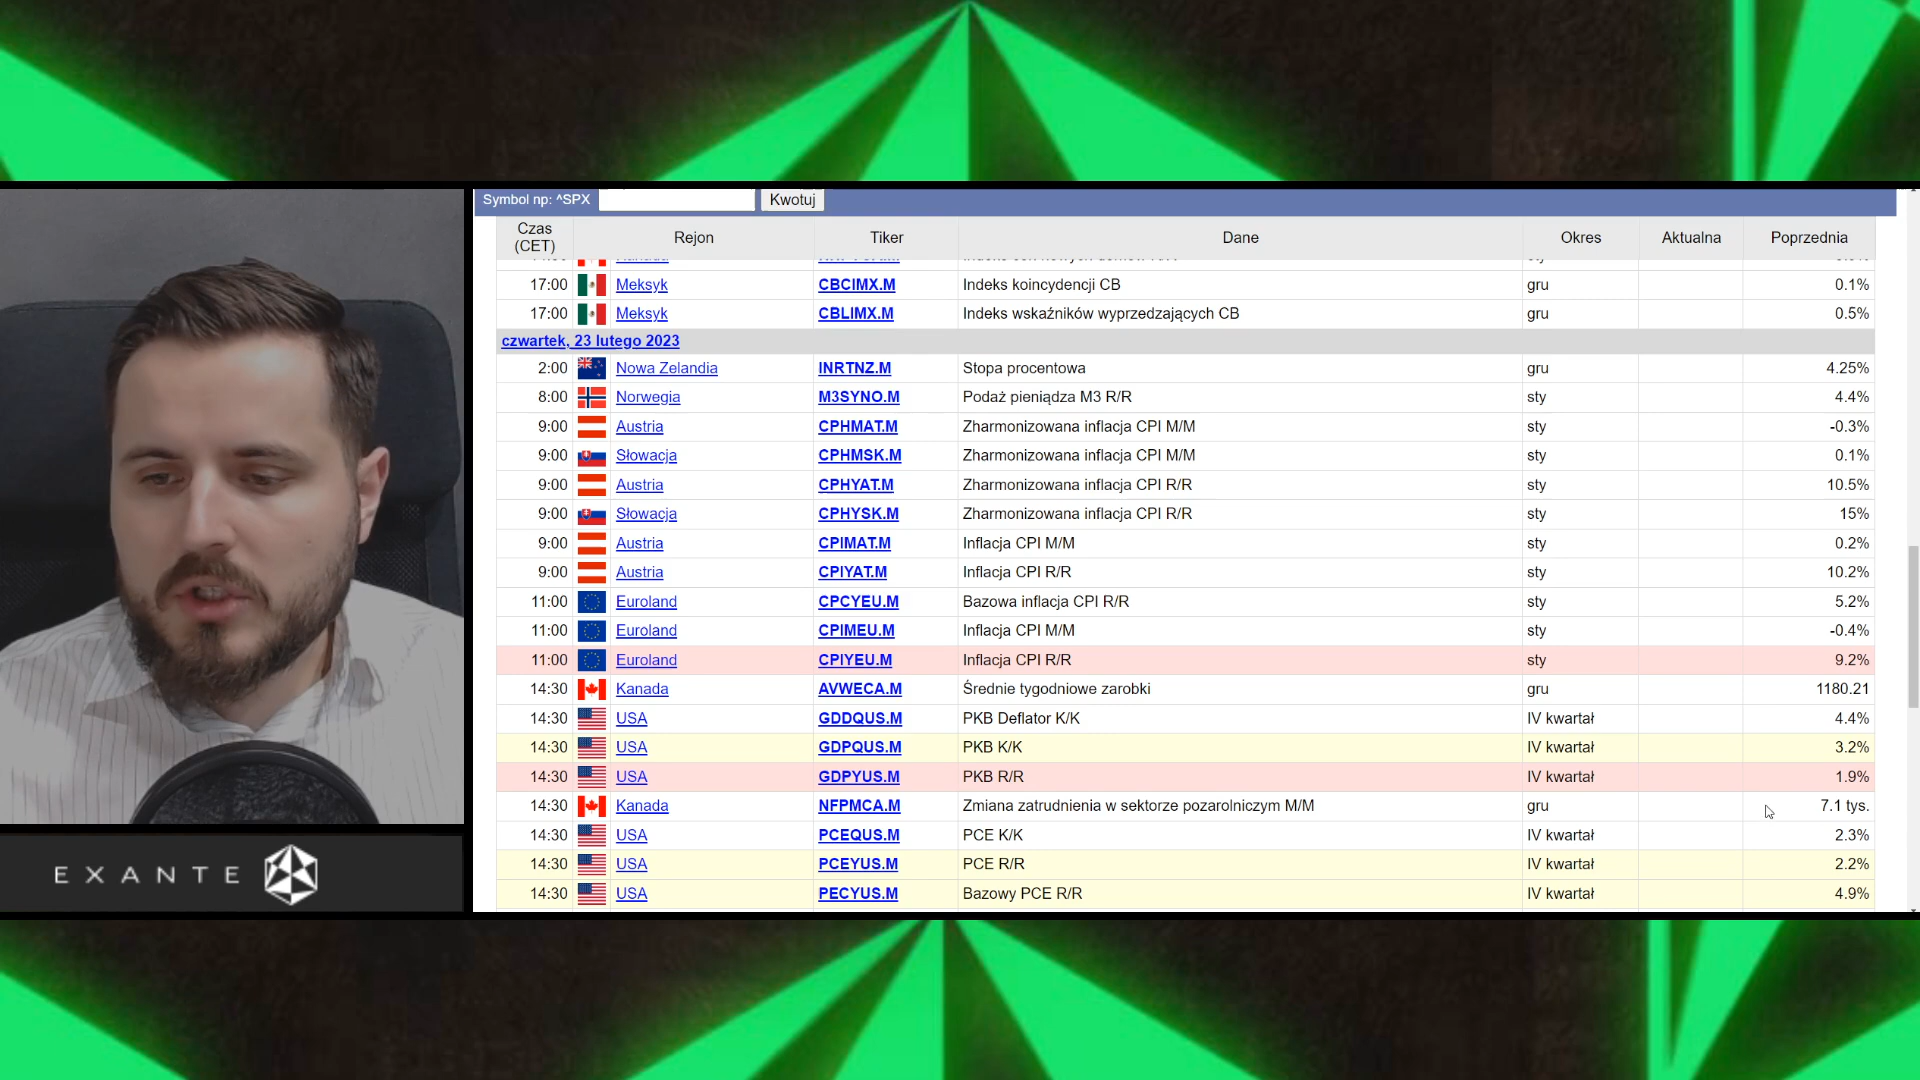 Symbol np: ^SPX Kwotuj
Czas (CET) Rejon Tiker Dane Okres Aktualna Poprzednia
17:00 Meksyk CBCIMX.M Indeks koincydencji CB gru 0.1%
17:00 Meksyk CBLIMX.M Indeks wskaźników wyprzedzających CB gru 0.5%
czwartek, 23 lutego 2023
2:00 Nowa Zelandia INRTNZ.M Stopa procentowa gru 4.25%
8:00 Norwegia M3SYNO.M Podaż pieniądza M3 R/R sty 4.4%
9:00 Austria CPHMAT.M Zharmonizowana inflacja CPI M/M sty -0.3%
9:00 Słowacja CPHMSK.M Zharmonizowana inflacja CPI M/M sty 0.1%
9:00 Austria CPHYAT.M Zharmonizowana inflacja CPI R/R sty 10.5%
9:00 Słowacja CPHYSK.M Zharmonizowana inflacja CPI R/R sty 15%
9:00 Austria CPIMAT.M Inflacja CPI M/M sty 0.2%
9:00 Austria CPIYAT.M Inflacja CPI R/R sty 10.2%
11:00 Euroland CPCYEU.M Bazowa inflacja CPI R/R sty 5.2%
11:00 Euroland CPIMEU.M Inflacja CPI M/M sty -0.4%
11:00 Euroland CPIYEU.M Inflacja CPI R/R sty 9.2%
14:30 Kanada AVWECA.M Średnie tygodniowe zarobki gru 1180.21
14:30 USA GDDQUS.M PKB Deflator K/K IV kwartał 4.4%
14:30 USA GDPQUS.M PKB K/K IV kwartał 3.2%
14:30 USA GDPYUS.M PKB R/R IV kwartał 1.9%
14:30 Kanada NFPMCA.M Zmiana zatrudnienia w sektorze pozarolniczym M/M gru 7.1 tys.
14:30 USA PCEQUS.M PCE K/K IV kwartał 2.3%
14:30 USA PCEYUS.M PCE R/R IV kwartał 2.2%
14:30 USA PECYUS.M Bazowy PCE R/R IV kwartał 4.9%
EXANTE